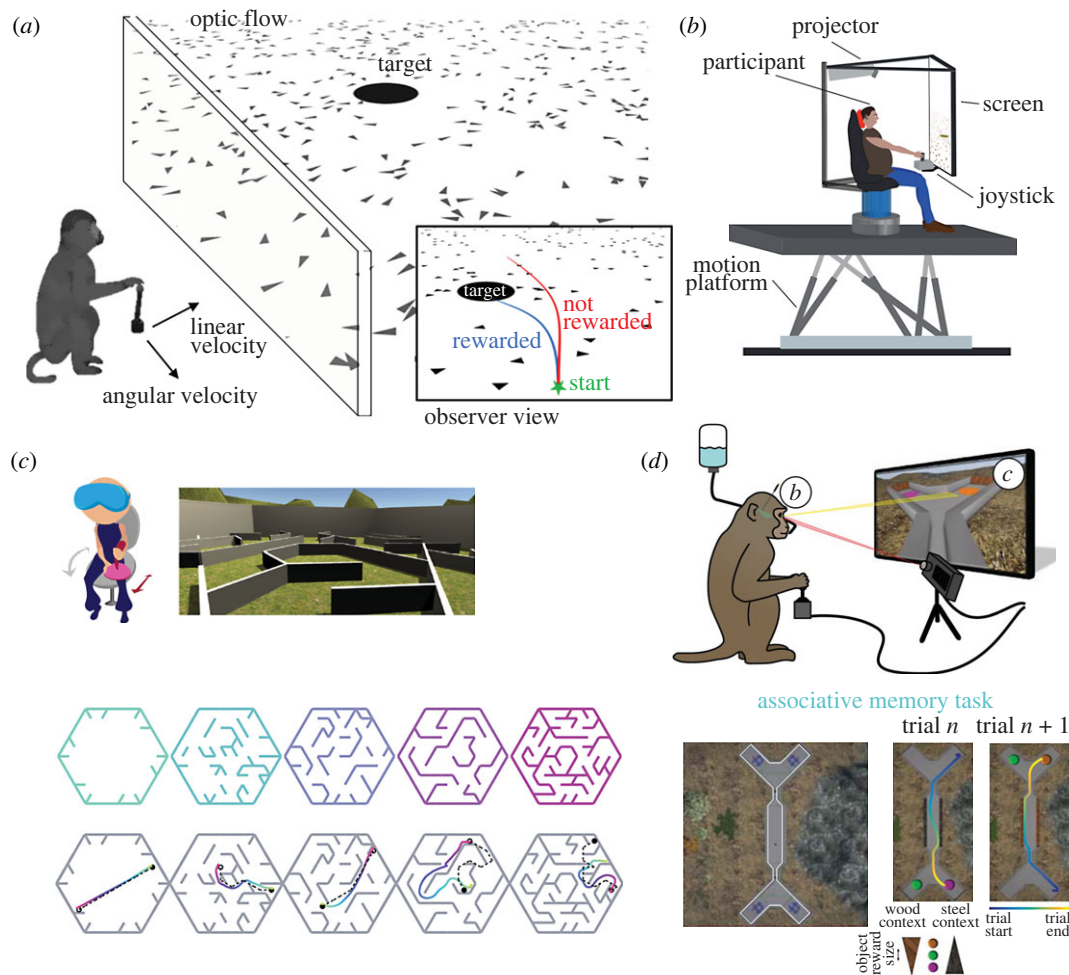 (a)
optic flow
target
linear
velocity
angular velocity
target
not
rewarded
rewarded
start
observer view
(b)
projector
participant
screen
joystick
motion
platform
(c)
(d)
b
c
associative memory task
trial n
trial n + 1
wood
context
steel
context
trial
start
trial
end
object
reward
size